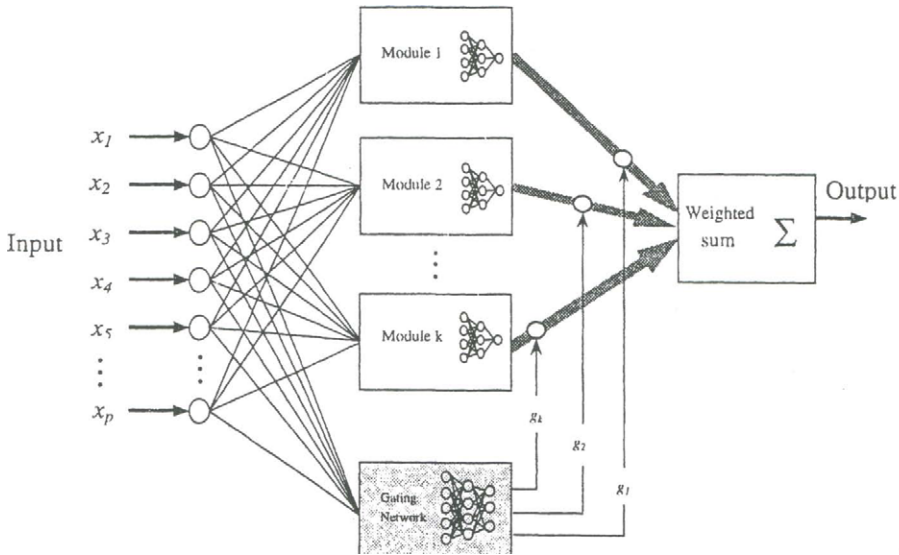 Input
x1
x2
x3
x4
x5
xp
Module 1
Module 2
Module k
Gating
Network
gk
g2
g1
Weighted
sum Σ
Output